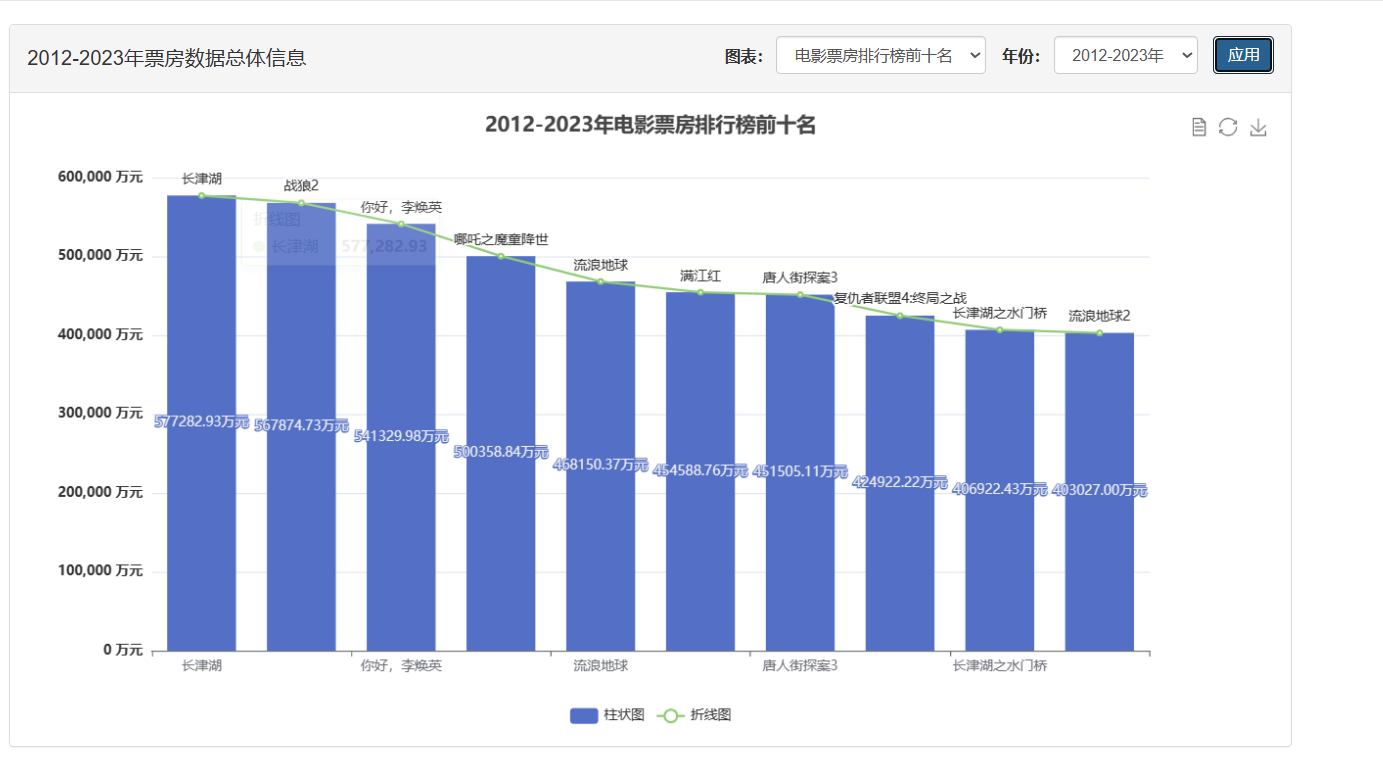 2012-2023年票房数据总体信息
图表： 电影票房排行榜前十名 年份： 2012-2023年 应用
2012-2023年电影票房排行榜前十名
600,000 万元
500,000 万元
400,000 万元
300,000 万元
200,000 万元
100,000 万元
0 万元
长津湖
战狼2
你好，李焕英
哪吒之魔童降世
流浪地球
满江红
唐人街探案3
复仇者联盟4:终局之战
长津湖之水门桥
流浪地球2
折线图
长津湖 577,282.93
577282.93万元
567874.73万元
541329.98万元
500358.84万元
468150.37万元
454588.76万元
451505.11万元
424922.22万元
406922.43万元
403027.00万元
长津湖 你好，李焕英 流浪地球 唐人街探案3 长津湖之水门桥
柱状图 折线图